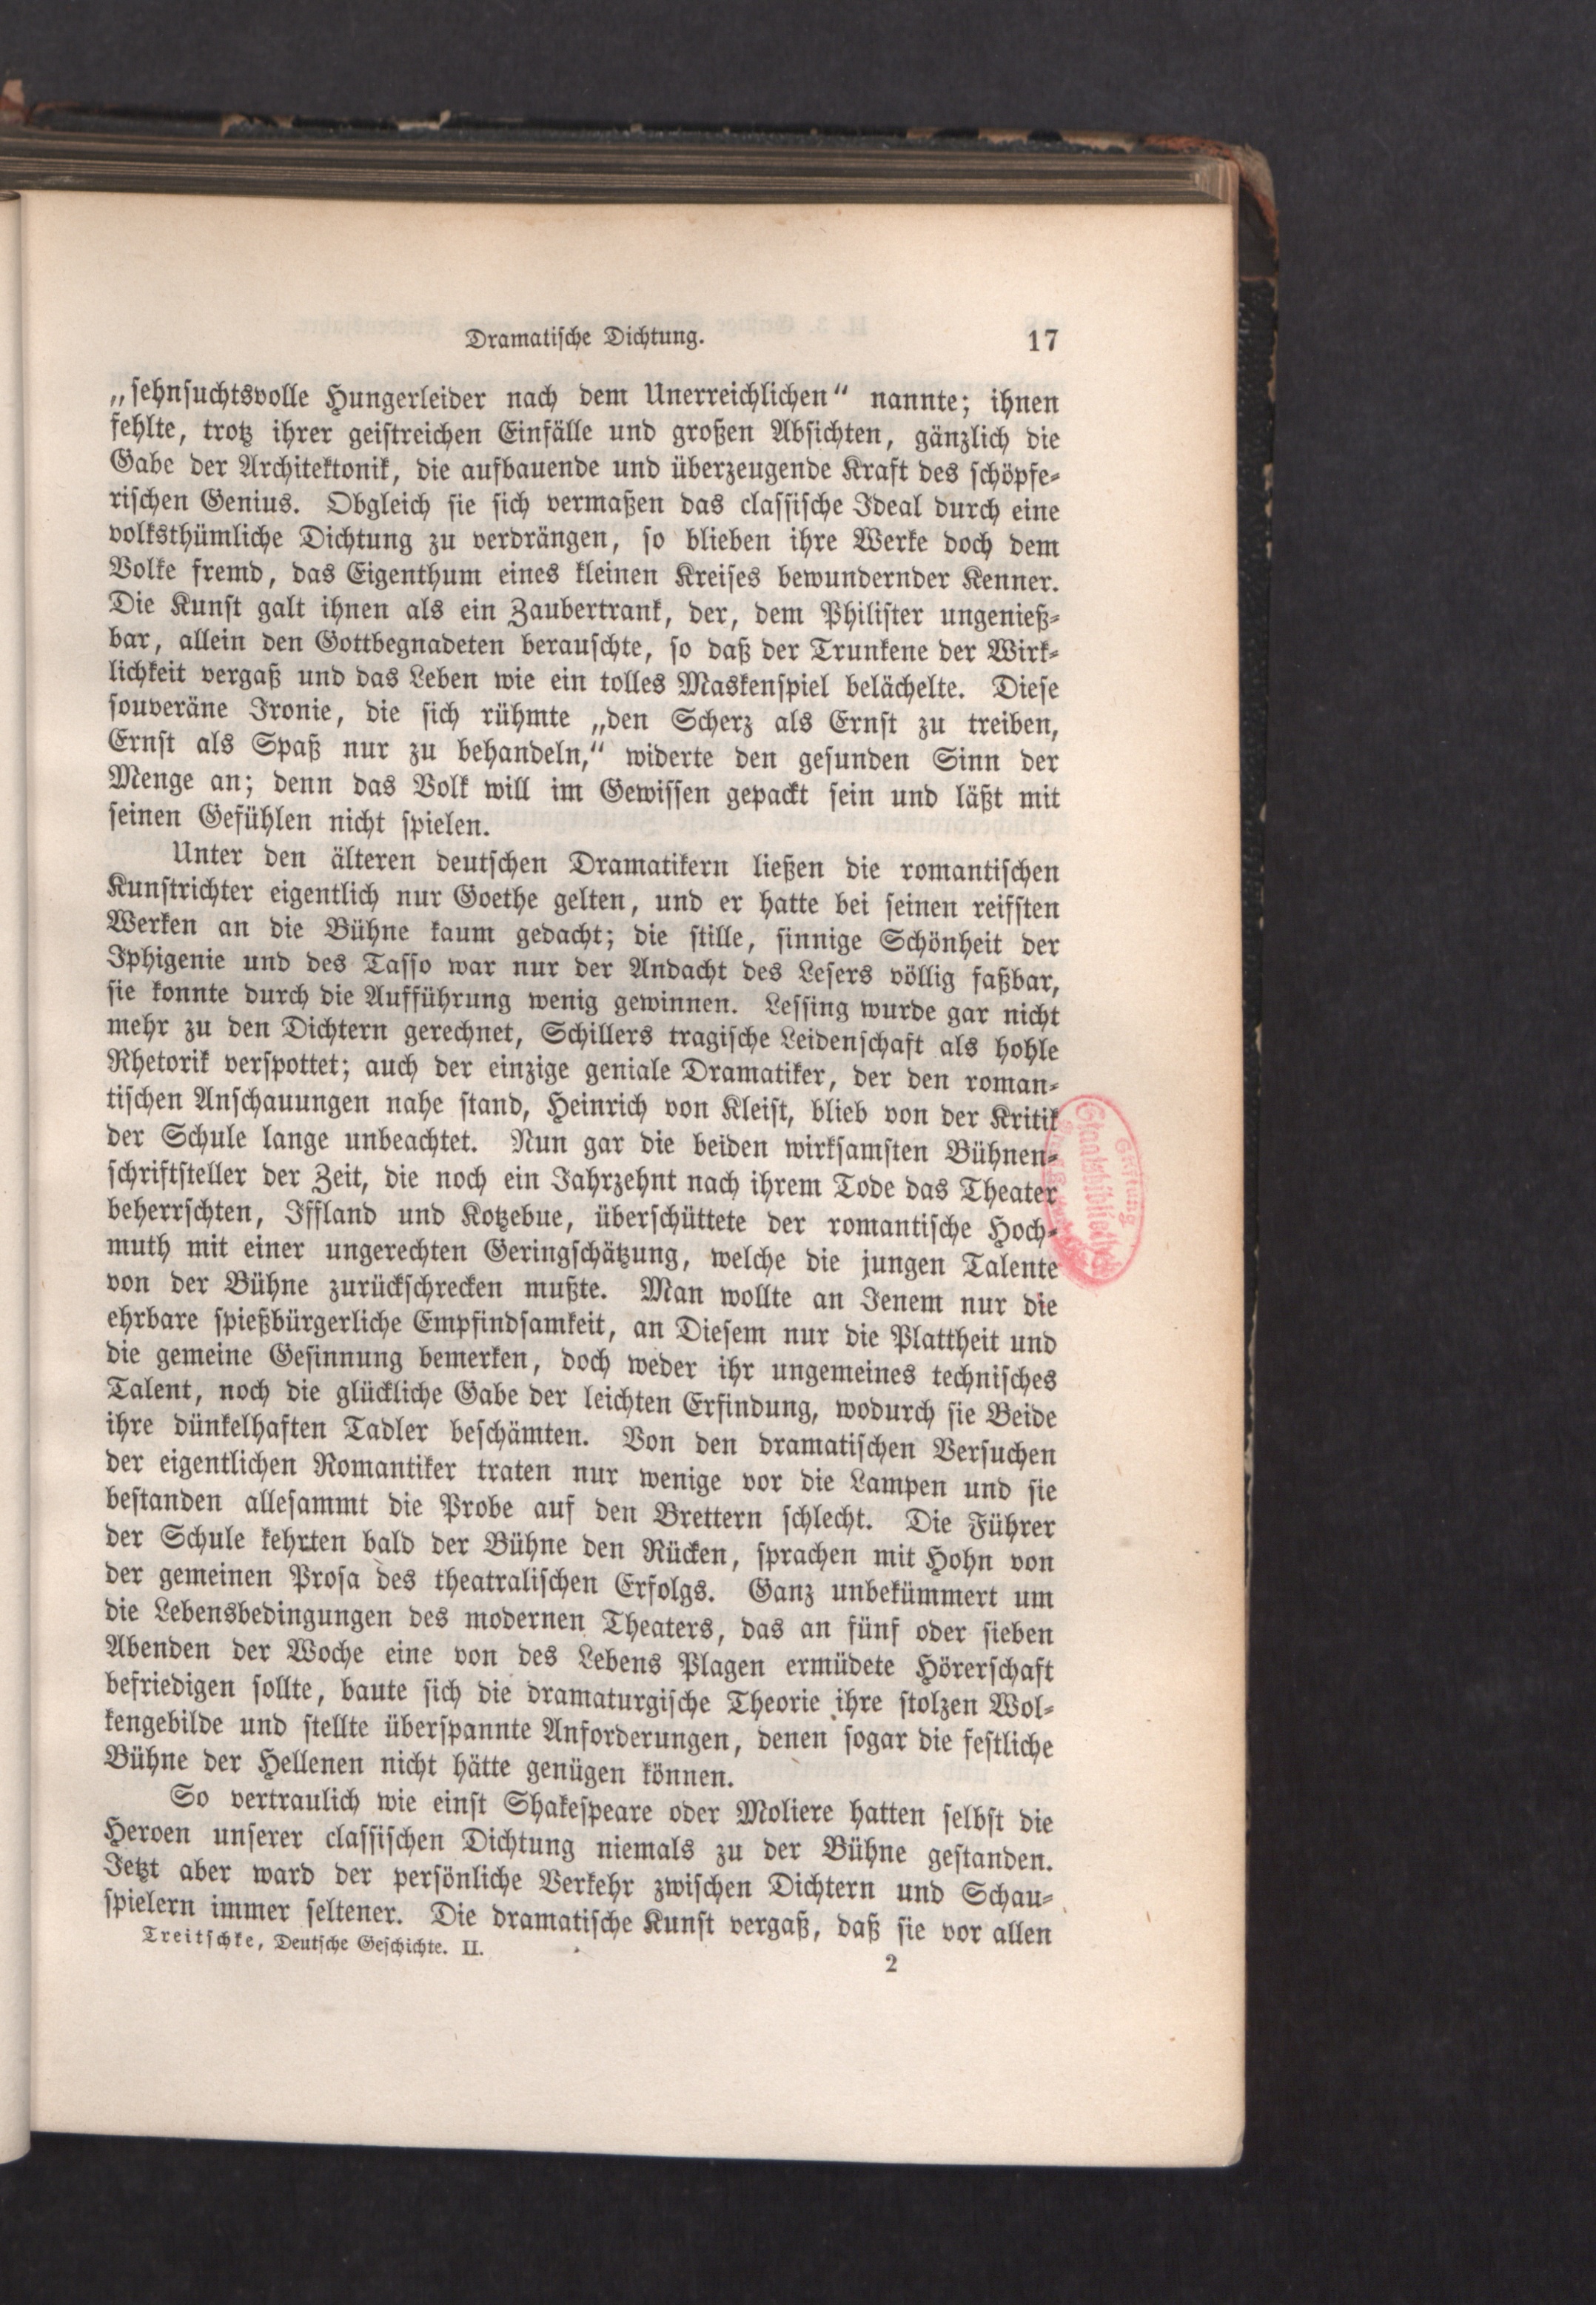 Dramatische Dichtung. 17
„sehnsuchtsvolle Hungerleider nach dem Unerreichlichen“ nannte; ihnen
fehlte, trotz ihrer geistreichen Einfälle und großen Absichten, gänzlich die
Gabe der Architektonik, die aufbauende und überzeugende Kraft des schöpfe-
rischen Genius. Obgleich sie sich vermaßen das classische Ideal durch eine
volksthümliche Dichtung zu verdrängen, so blieben ihre Werke doch dem
Volke fremd, das Eigenthum eines kleinen Kreises bewundernder Kenner.
Die Kunst galt ihnen als ein Zaubertrank, der, dem Philister ungenieß-
bar, allein den Gottbegnadeten berauschte, so daß der Trunkene der Wirk-
lichkeit vergaß und das Leben wie ein tolles Maskenspiel belächelte. Diese
souveräne Ironie, die sich rühmte „den Scherz als Ernst zu treiben,
Ernst als Spaß nur zu behandeln,“ widerte den gesunden Sinn der
Menge an; denn das Volk will im Gewissen gepackt sein und läßt mit
seinen Gefühlen nicht spielen.
Unter den älteren deutschen Dramatikern ließen die romantischen
Kunstrichter eigentlich nur Goethe gelten, und er hatte bei seinen reifsten
Werken an die Bühne kaum gedacht; die stille, sinnige Schönheit der
Iphigenie und des Tasso war nur der Andacht des Lesers völlig faßbar,
sie konnte durch die Aufführung wenig gewinnen. Lessing wurde gar nicht
mehr zu den Dichtern gerechnet, Schillers tragische Leidenschaft als hohle
Rhetorik verspottet; auch der einzige geniale Dramatiker, der den roman-
tischen Anschauungen nahe stand, Heinrich von Kleist, blieb von der Kritik
der Schule lange unbeachtet. Nun gar die beiden wirksamsten Bühnen-
schriftsteller der Zeit, die noch ein Jahrzehnt nach ihrem Tode das Theater
beherrschten, Iffland und Kotzebue, überschüttete der romantische Hoch-
muth mit einer ungerechten Geringschätzung, welche die jungen Talente
von der Bühne zurückschrecken mußte. Man wollte an Jenem nur die
ehrbare spießbürgerliche Empfindsamkeit, an Diesem nur die Plattheit und
die gemeine Gesinnung bemerken, doch weder ihr ungemeines technisches
Talent, noch die glückliche Gabe der leichten Erfindung, wodurch sie Beide
ihre dünkelhaften Tadler beschämten. Von den dramatischen Versuchen
der eigentlichen Romantiker traten nur wenige vor die Lampen und sie
bestanden allesammt die Probe auf den Brettern schlecht. Die Führer
der Schule kehrten bald der Bühne den Rücken, sprachen mit Hohn von
der gemeinen Prosa des theatralischen Erfolgs. Ganz unbekümmert um
die Lebensbedingungen des modernen Theaters, das an fünf oder sieben
Abenden der Woche eine von des Lebens Plagen ermüdete Hörerschaft
befriedigen sollte, baute sich die dramaturgische Theorie ihre stolzen Wol-
kengebilde und stellte überspannte Anforderungen, denen sogar die festliche
Bühne der Hellenen nicht hätte genügen können.
So vertraulich wie einst Shakespeare oder Moliere hatten selbst die
Heroen unserer classischen Dichtung niemals zu der Bühne gestanden.
Jetzt aber ward der persönliche Verkehr zwischen Dichtern und Schau-
spielern immer seltener. Die dramatische Kunst vergaß, daß sie vor allen
Treitschke, Deutsche Geschichte. II. 2
Stiftung
Staatsbibliothek